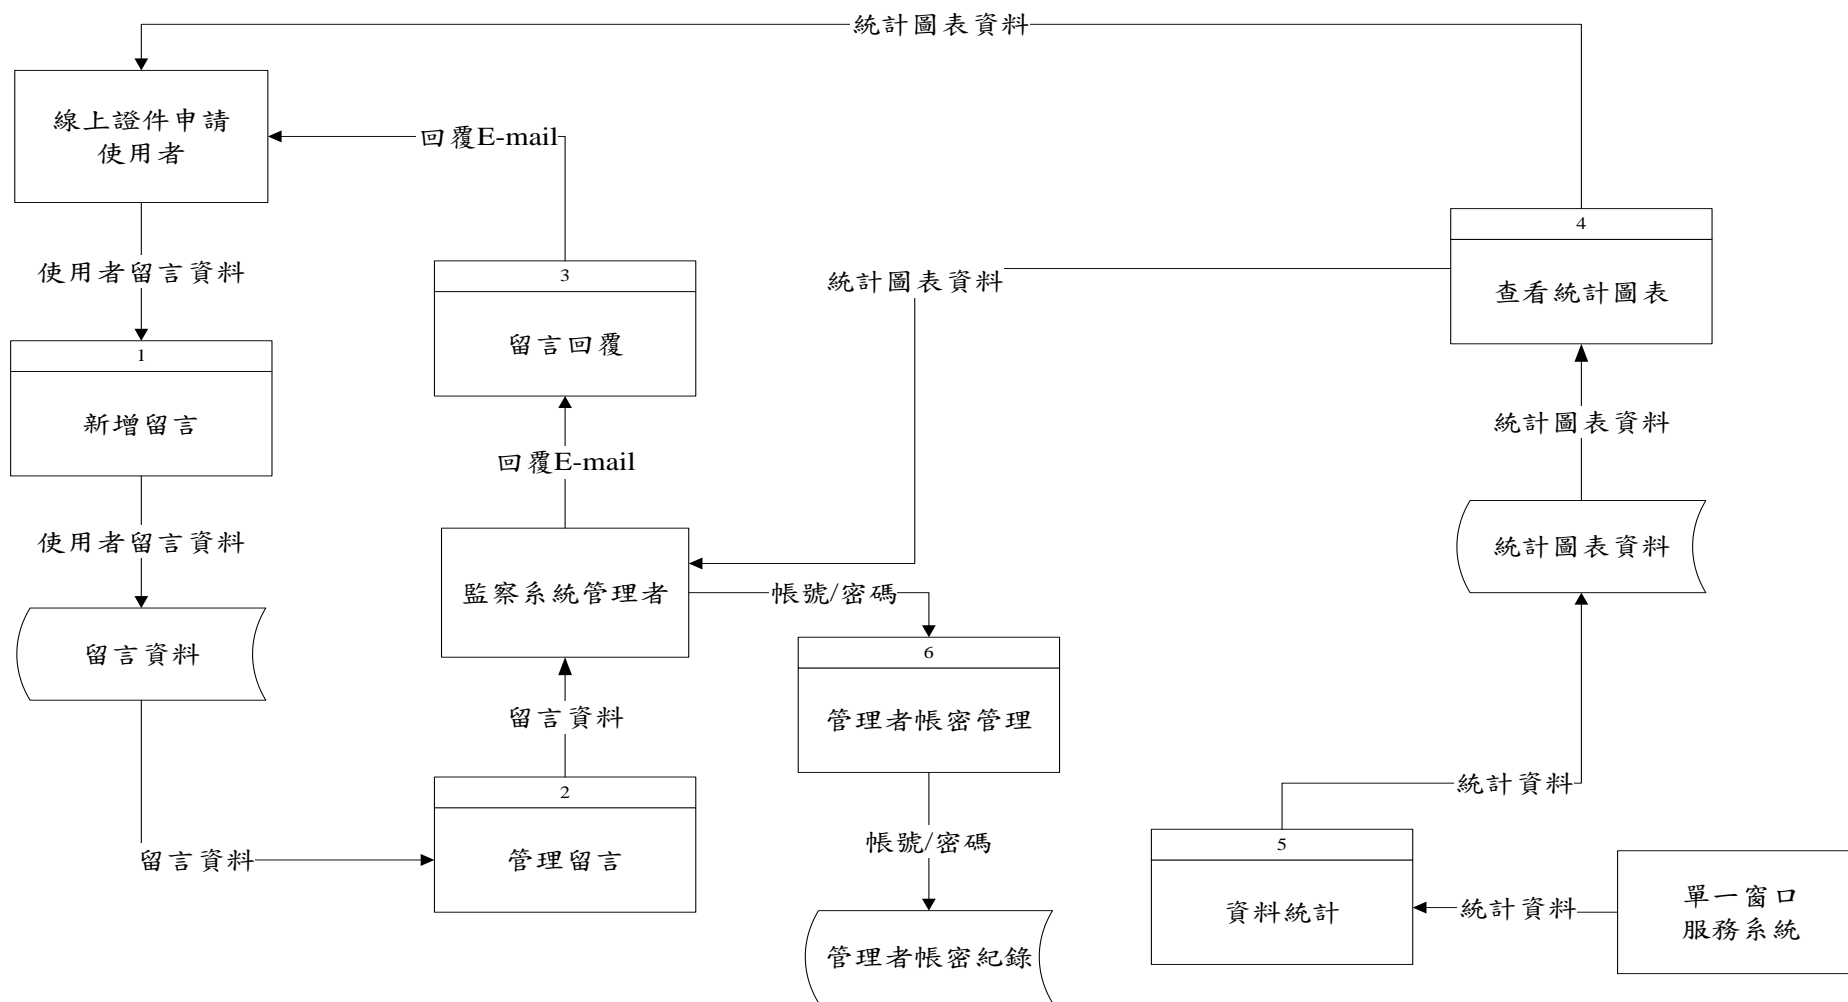 統計圖表資料
線上證件申請
使用者
回覆E-mail
4
查看統計圖表
使用者留言資料
3
留言回覆
統計圖表資料
1
新增留言
統計圖表資料
回覆E-mail
使用者留言資料
統計圖表資料
監察系統管理者
帳號/密碼
留言資料
6
管理者帳密管理
留言資料
統計資料
2
管理留言
留言資料
帳號/密碼
5
資料統計
統計資料
單一窗口
服務系統
管理者帳密紀錄